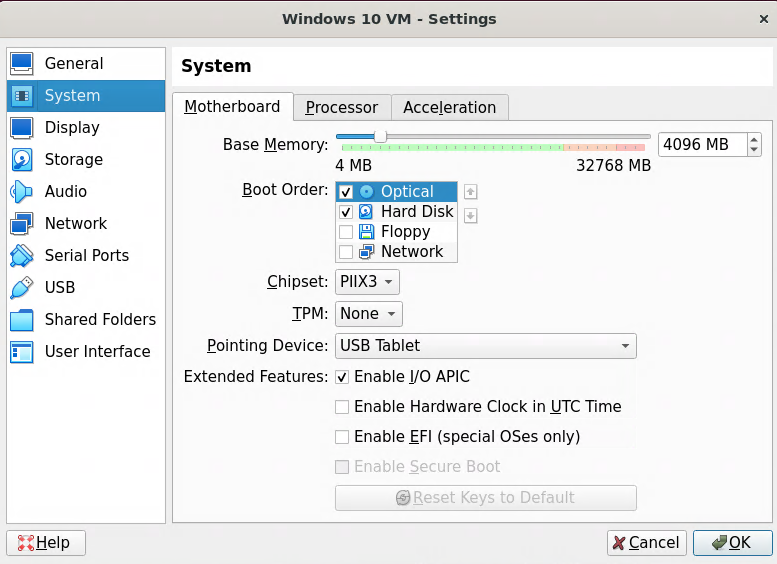 Windows 10 VM - Settings
General
System
Display
Storage
Audio
Network
Serial Ports
USB
Shared Folders
User Interface
System
Motherboard Processor Acceleration
Base Memory: 4096 MB
4 MB 32768 MB
Boot Order: Optical
Hard Disk
Floppy
Network
Chipset: PIIX3
TPM: None
Pointing Device: USB Tablet
Extended Features: Enable I/O APIC
Enable Hardware Clock in UTC Time
Enable EFI (special OSes only)
Enable Secure Boot
Reset Keys to Default
Help Cancel OK